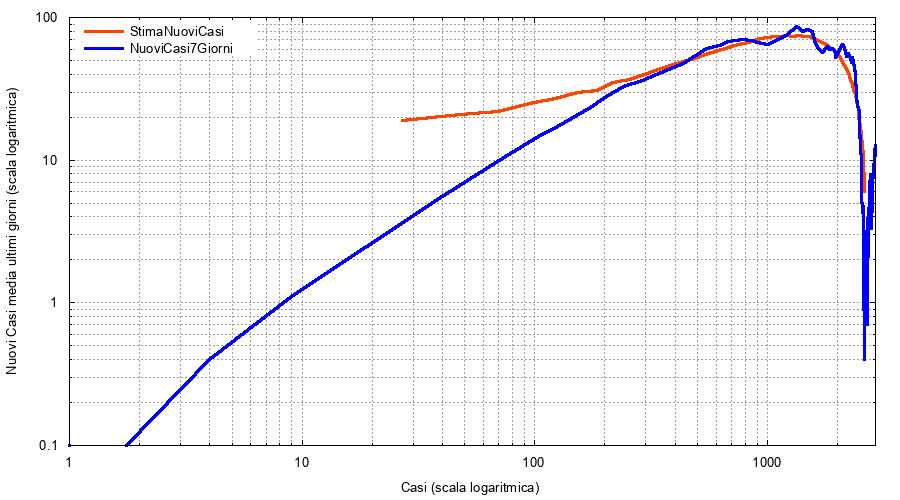 100
StimaNuoviCasi
NuoviCasi7Giorni
10
1
0.1
1
10
100
1000
Nuovi Casi media ultimi giorni (scala logaritmica)
Casi (scala logaritmica)